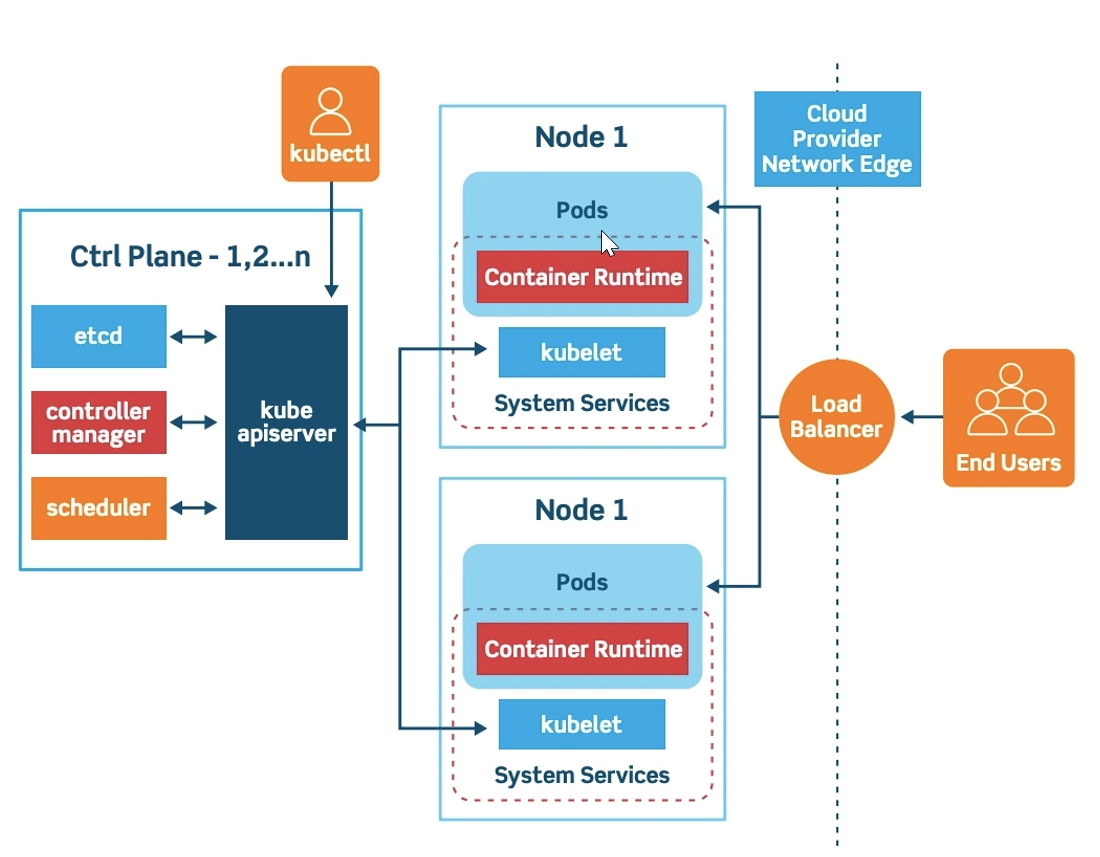 kubectl
Ctrl Plane - 1,2...n
etcd
controller
manager
scheduler
kube
apiserver
Node 1
Pods
Container Runtime
kubelet
System Services
Node 1
Pods
Container Runtime
kubelet
System Services
Cloud
Provider
Network Edge
Load
Balancer
End Users